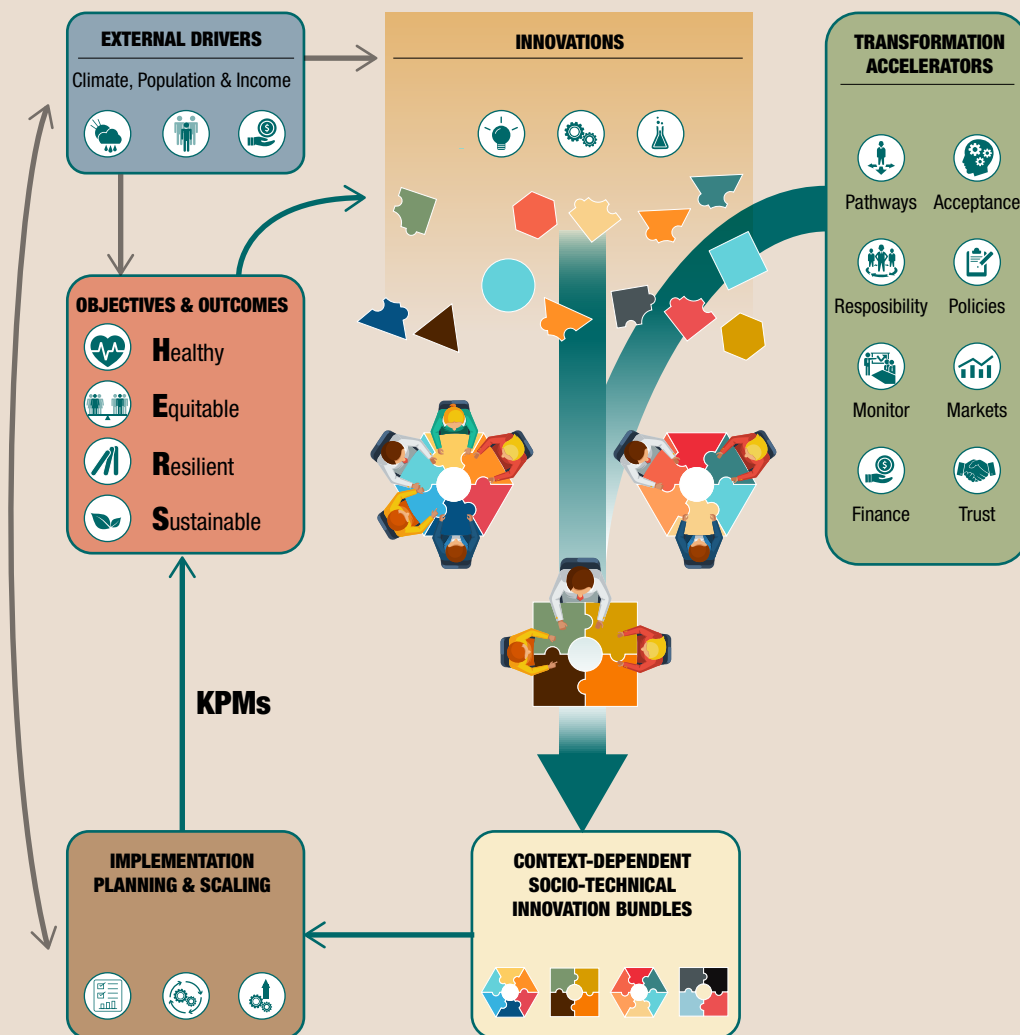 EXTERNAL DRIVERS
Climate, Population & Income
INNOVATIONS
TRANSFORMATION
ACCELERATORS
Pathways
Acceptance
Resposibility
Policies
Monitor
Markets
Finance
Trust
OBJECTIVES & OUTCOMES
Healthy
Equitable
Resilient
Sustainable
KPMs
IMPLEMENTATION
PLANNING & SCALING
CONTEXT-DEPENDENT
SOCIO-TECHNICAL
INNOVATION BUNDLES